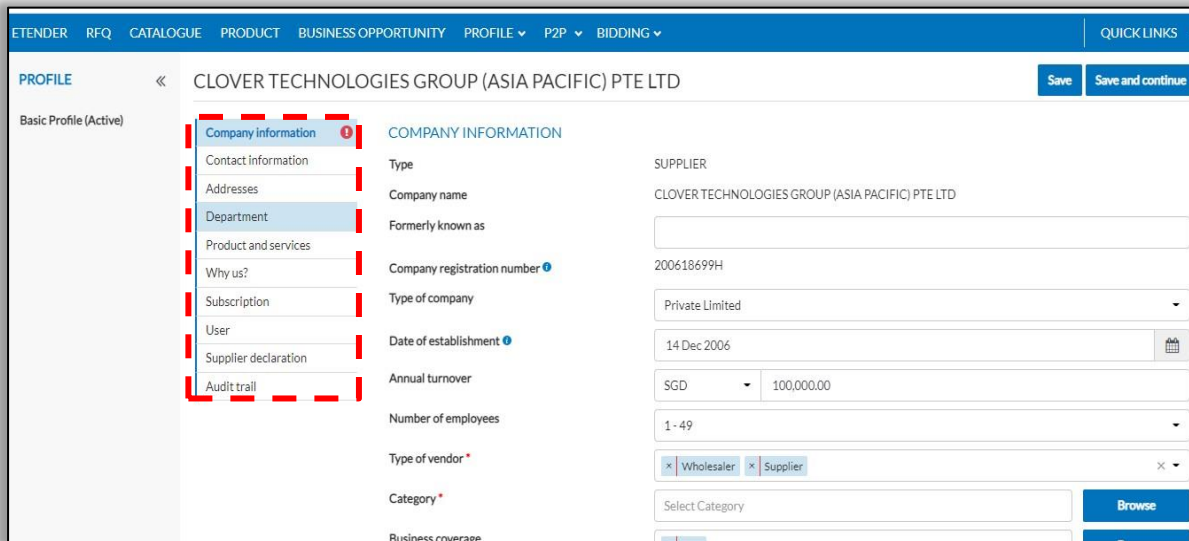 ETENDER RFQ CATALOGUE PRODUCT BUSINESS OPPORTUNITY PROFILE P2P BIDDING QUICK LINKS
PROFILE «
CLOVER TECHNOLOGIES GROUP (ASIA PACIFIC) PTE LTD
Save Save and continue
Basic Profile (Active)
Company information
Contact information
Addresses
Department
Product and services
Why us?
Subscription
User
Supplier declaration
Audit trail
COMPANY INFORMATION
Type SUPPLIER
Company name CLOVER TECHNOLOGIES GROUP (ASIA PACIFIC) PTE LTD
Formerly known as
Company registration number 200618699H
Type of company Private Limited
Date of establishment 14 Dec 2006
Annual turnover SGD 100,000.00
Number of employees 1 - 49
Type of vendor * × Wholesaler × Supplier ×
Category * Select Category Browse
Business coverage